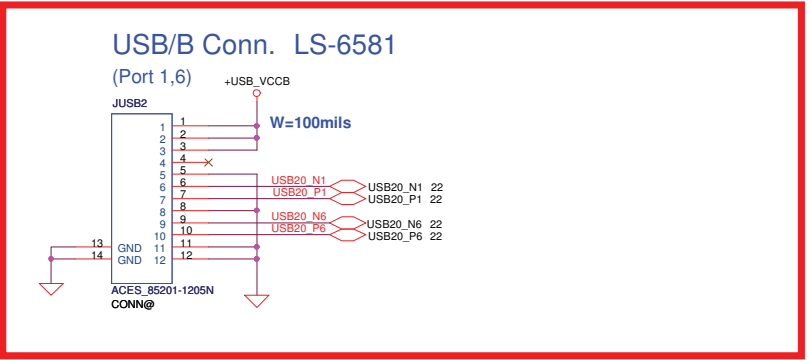 USB/B Conn. LS-6581
(Port 1,6)
+USB_VCCB
JUSB2
W=100mils
1 1
2 2
3 3
4 4
5 5
6 6 USB20_N1 USB20_N1 22
7 7 USB20_P1 USB20_P1 22
8 8
9 9 USB20_N6 USB20_N6 22
10 10 USB20_P6 USB20_P6 22
13 GND 11 11
14 GND 12 12
ACES_85201-1205N
CONN@